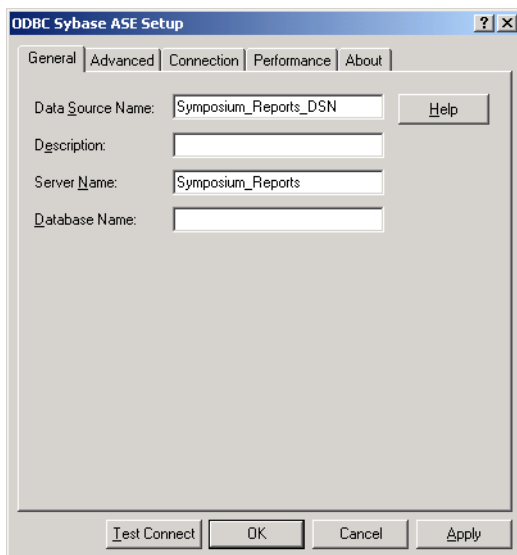 ODBC Sybase ASE Setup
General Advanced Connection Performance About
Data Source Name: Symposium_Reports_DSN Help
Description:
Server Name: Symposium_Reports
Database Name:
Test Connect OK Cancel Apply